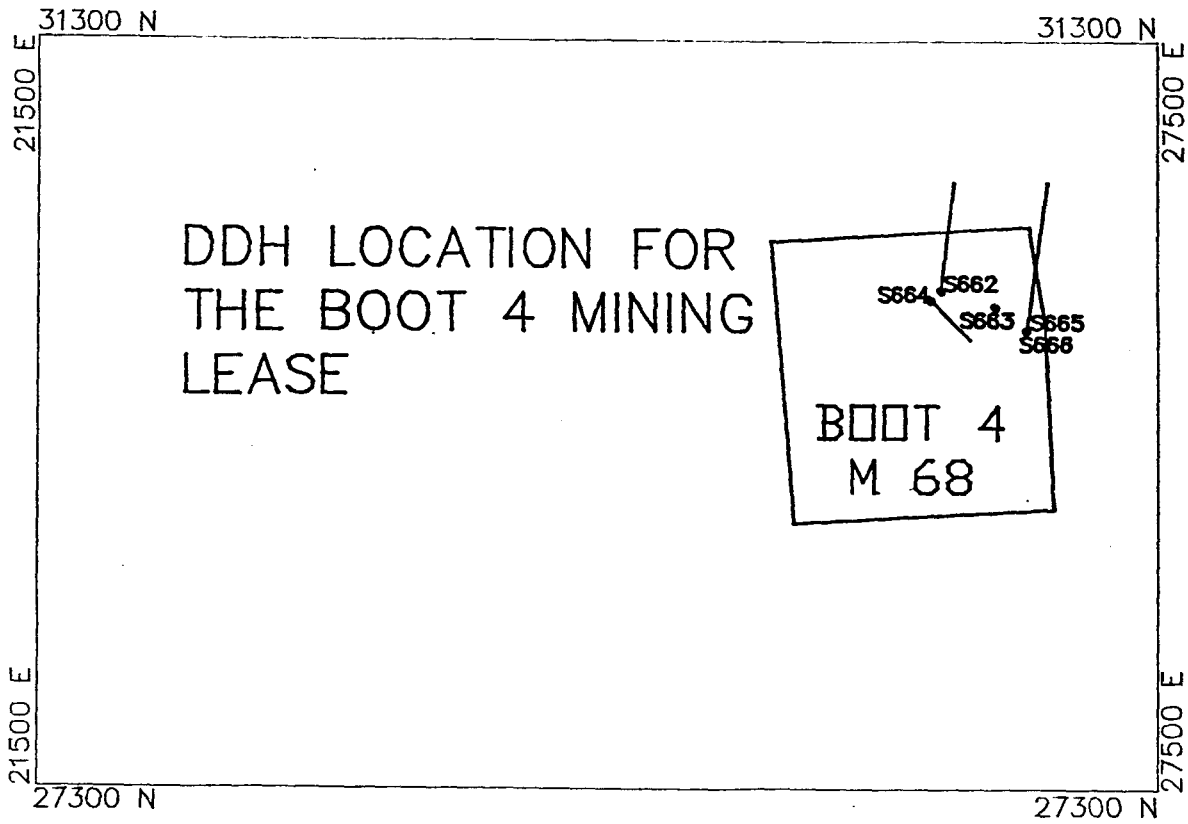 31300 N
31300 N
21500 E
27500 E
DDH LOCATION FOR
THE BOOT 4 MINING
LEASE
S662
S664
S663
S665
S666
BOOT 4
M 68
21500 E
27500 E
27300 N
27300 N